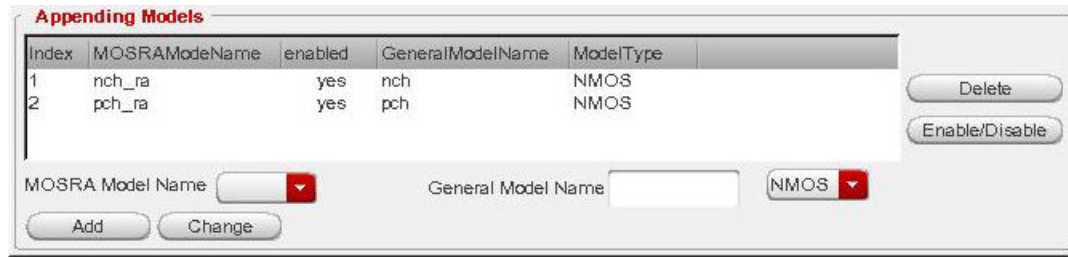 Appending Models
Index MOSRAModeName enabled GeneralModelName ModelType
1 nch_ra yes nch NMOS
2 pch_ra yes pch NMOS
Delete
Enable/Disable
MOSRA Model Name General Model Name NMOS
Add Change